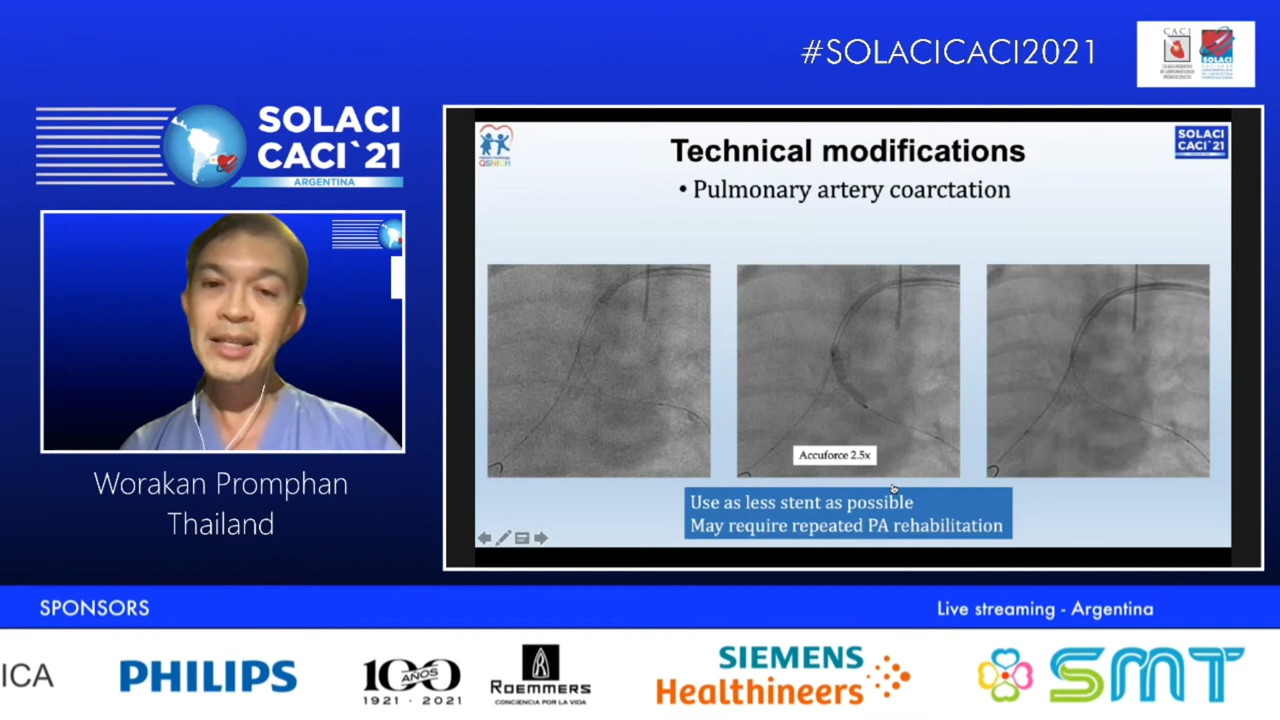 #SOLACICACI2021
CACI
SOLACI
SOLACI
CACI`21
ARGENTINA
SOLACI
CACI`21
Technical modifications
• Pulmonary artery coarctation
Accuforce 2.5x
Use as less stent as possible
May require repeated PA rehabilitation
Worakan Promphan
Thailand
SPONSORS
Live streaming - Argentina
ICA
PHILIPS
100
AÑOS
1921 - 2021
ROEMMERS
CONCIENCIA POR LA VIDA
SIEMENS
Healthineers
SMT